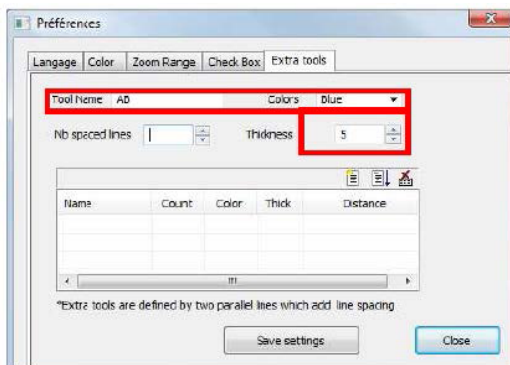 Préférences
Langage Color Zoom Range Check Box Extra tools
Tool Name AB Colors Blue
Nb spaced lines Thickness 5
Name Count Color Thick Distance
*Extra tools are defined by two parallel lines which add line spacing
Save settings Close